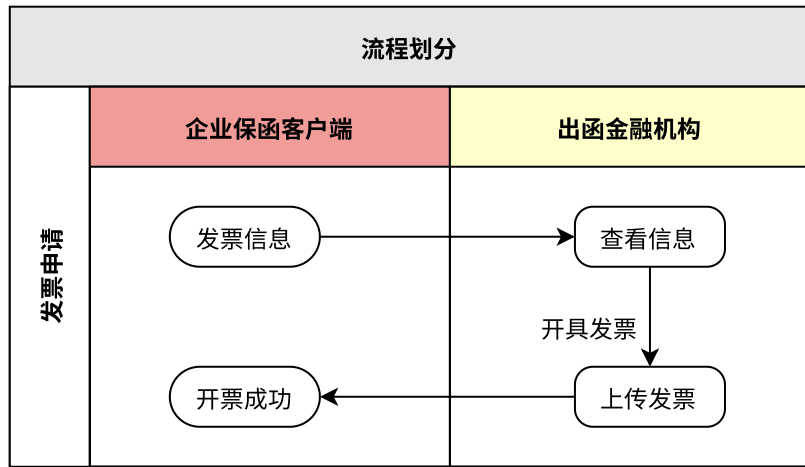 流程划分
企业保函客户端
出函金融机构
发票申请
发票信息
查看信息
开具发票
开票成功
上传发票